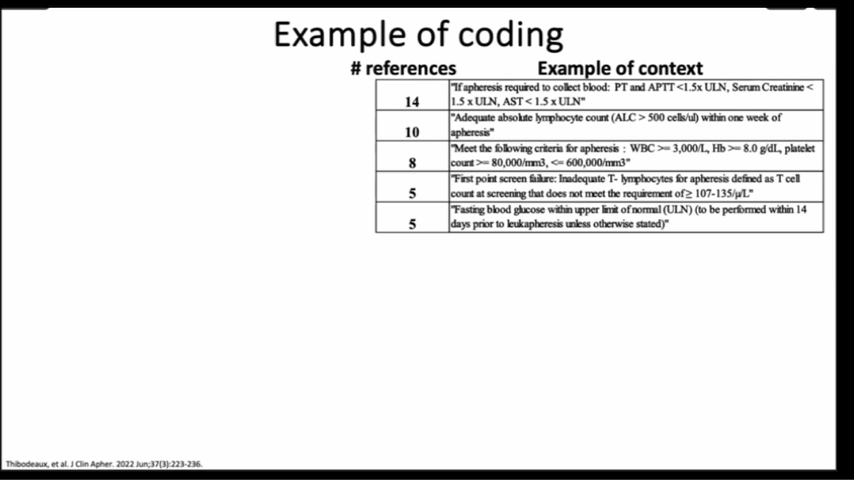 Example of coding
# references Example of context
14 "If apheresis required to collect blood: PT and APTT <1.5x ULN, Serum Creatinine <
1.5 x ULN, AST < 1.5 x ULN"
10 "Adequate absolute lymphocyte count (ALC > 500 cells/ul) within one week of
apheresis"
8 "Meet the following criteria for apheresis : WBC >= 3,000/L, Hb >= 8.0 g/dL, platelet
count >= 80,000/mm3, <= 600,000/mm3"
5 "First point screen failure: Inadequate T- lymphocytes for apheresis defined as T cell
count at screening that does not meet the requirement of ≥ 107-135/µL"
5 "Fasting blood glucose within upper limit of normal (ULN) (to be performed within 14
days prior to leukapheresis unless otherwise stated)"
Thibodeaux, et al. J Clin Apher. 2022 Jun;37(3):223-236.